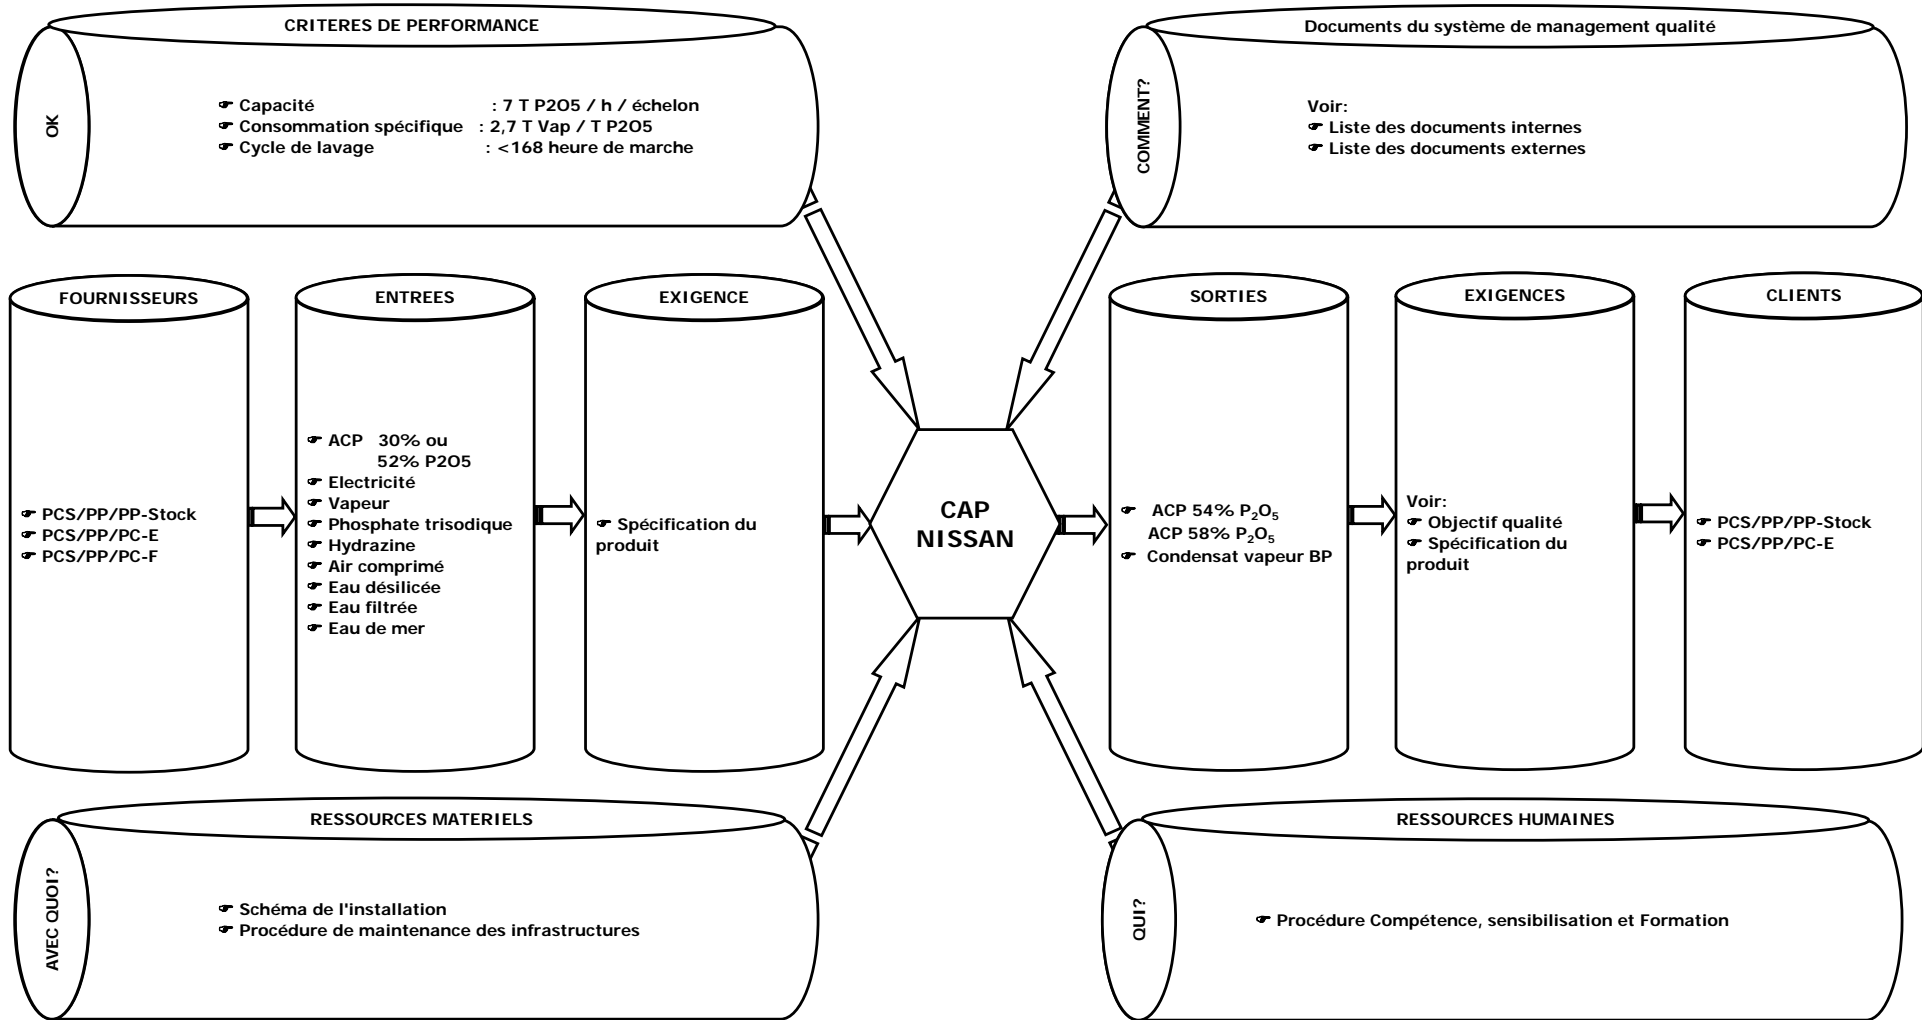 CRITERES DE PERFORMANCE
OK
☞ Capacité : 7 T P2O5 / h / échelon
☞ Consommation spécifique : 2,7 T Vap / T P2O5
☞ Cycle de lavage : <168 heure de marche
Documents du système de management qualité
COMMENT?
Voir:
☞ Liste des documents internes
☞ Liste des documents externes
FOURNISSEURS
☞ PCS/PP/PP-Stock
☞ PCS/PP/PC-E
☞ PCS/PP/PC-F
ENTREES
☞ ACP 30% ou
52% P2O5
☞ Electricité
☞ Vapeur
☞ Phosphate trisodique
☞ Hydrazine
☞ Air comprimé
☞ Eau désilicée
☞ Eau filtrée
☞ Eau de mer
EXIGENCE
☞ Spécification du
produit
CAP
NISSAN
SORTIES
☞ ACP 54% P₂O₅
ACP 58% P₂O₅
☞ Condensat vapeur BP
EXIGENCES
Voir:
☞ Objectif qualité
☞ Spécification du
produit
CLIENTS
☞ PCS/PP/PP-Stock
☞ PCS/PP/PC-E
RESSOURCES MATERIELS
AVEC QUOI?
☞ Schéma de l'installation
☞ Procédure de maintenance des infrastructures
RESSOURCES HUMAINES
QUI?
☞ Procédure Compétence, sensibilisation et Formation